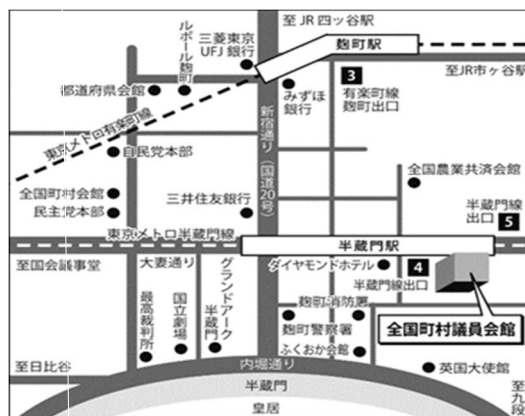 至JR四ッ谷駅
三菱東京
UFJ銀行
ルポール麹町
麹町駅
都道府県会館
みずほ
銀行
3
有楽町線
麹町出口
至JR市ヶ谷駅
東京メトロ有楽町線
新宿通り(国道20号)
自民党本部
全国農業共済会館
全国町村会館
民主党本部
三井住友銀行
半蔵門線
出口
5
東京メトロ半蔵門線
半蔵門駅
至国会議事堂
大妻通り
ダイヤモンドホテル
4
半蔵門線出口
最高裁判所
国立劇場
グランドアーク
半蔵門
麹町消防署
麹町警察署
全国町村議員会館
ふくおか会館
至日比谷
内堀通り
英国大使館
半蔵門
皇居
至九段